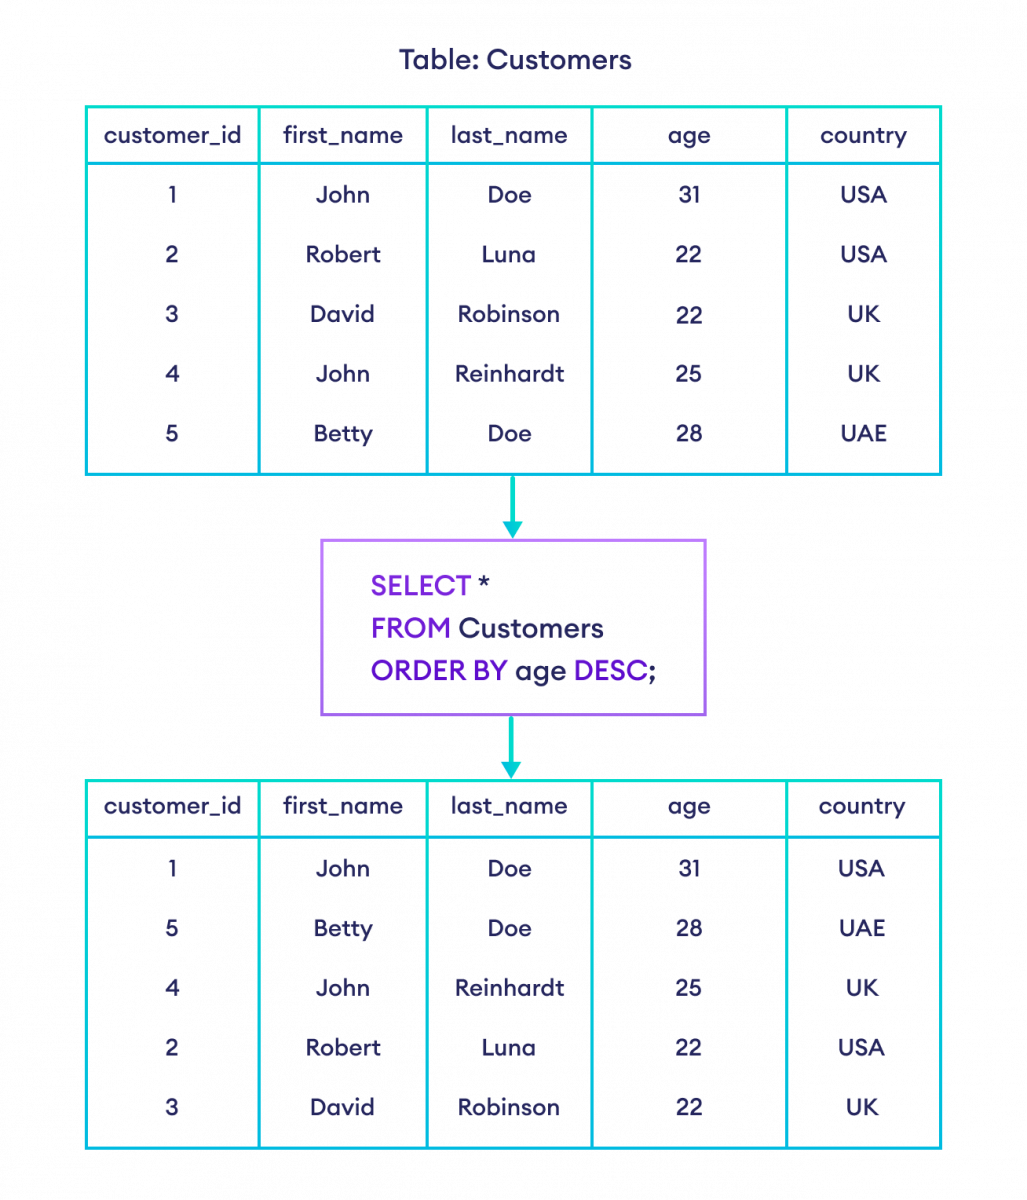 Table: Customers
customer_id first_name last_name age country
1 John Doe 31 USA
2 Robert Luna 22 USA
3 David Robinson 22 UK
4 John Reinhardt 25 UK
5 Betty Doe 28 UAE
SELECT *
FROM Customers
ORDER BY age DESC;
customer_id first_name last_name age country
1 John Doe 31 USA
5 Betty Doe 28 UAE
4 John Reinhardt 25 UK
2 Robert Luna 22 USA
3 David Robinson 22 UK